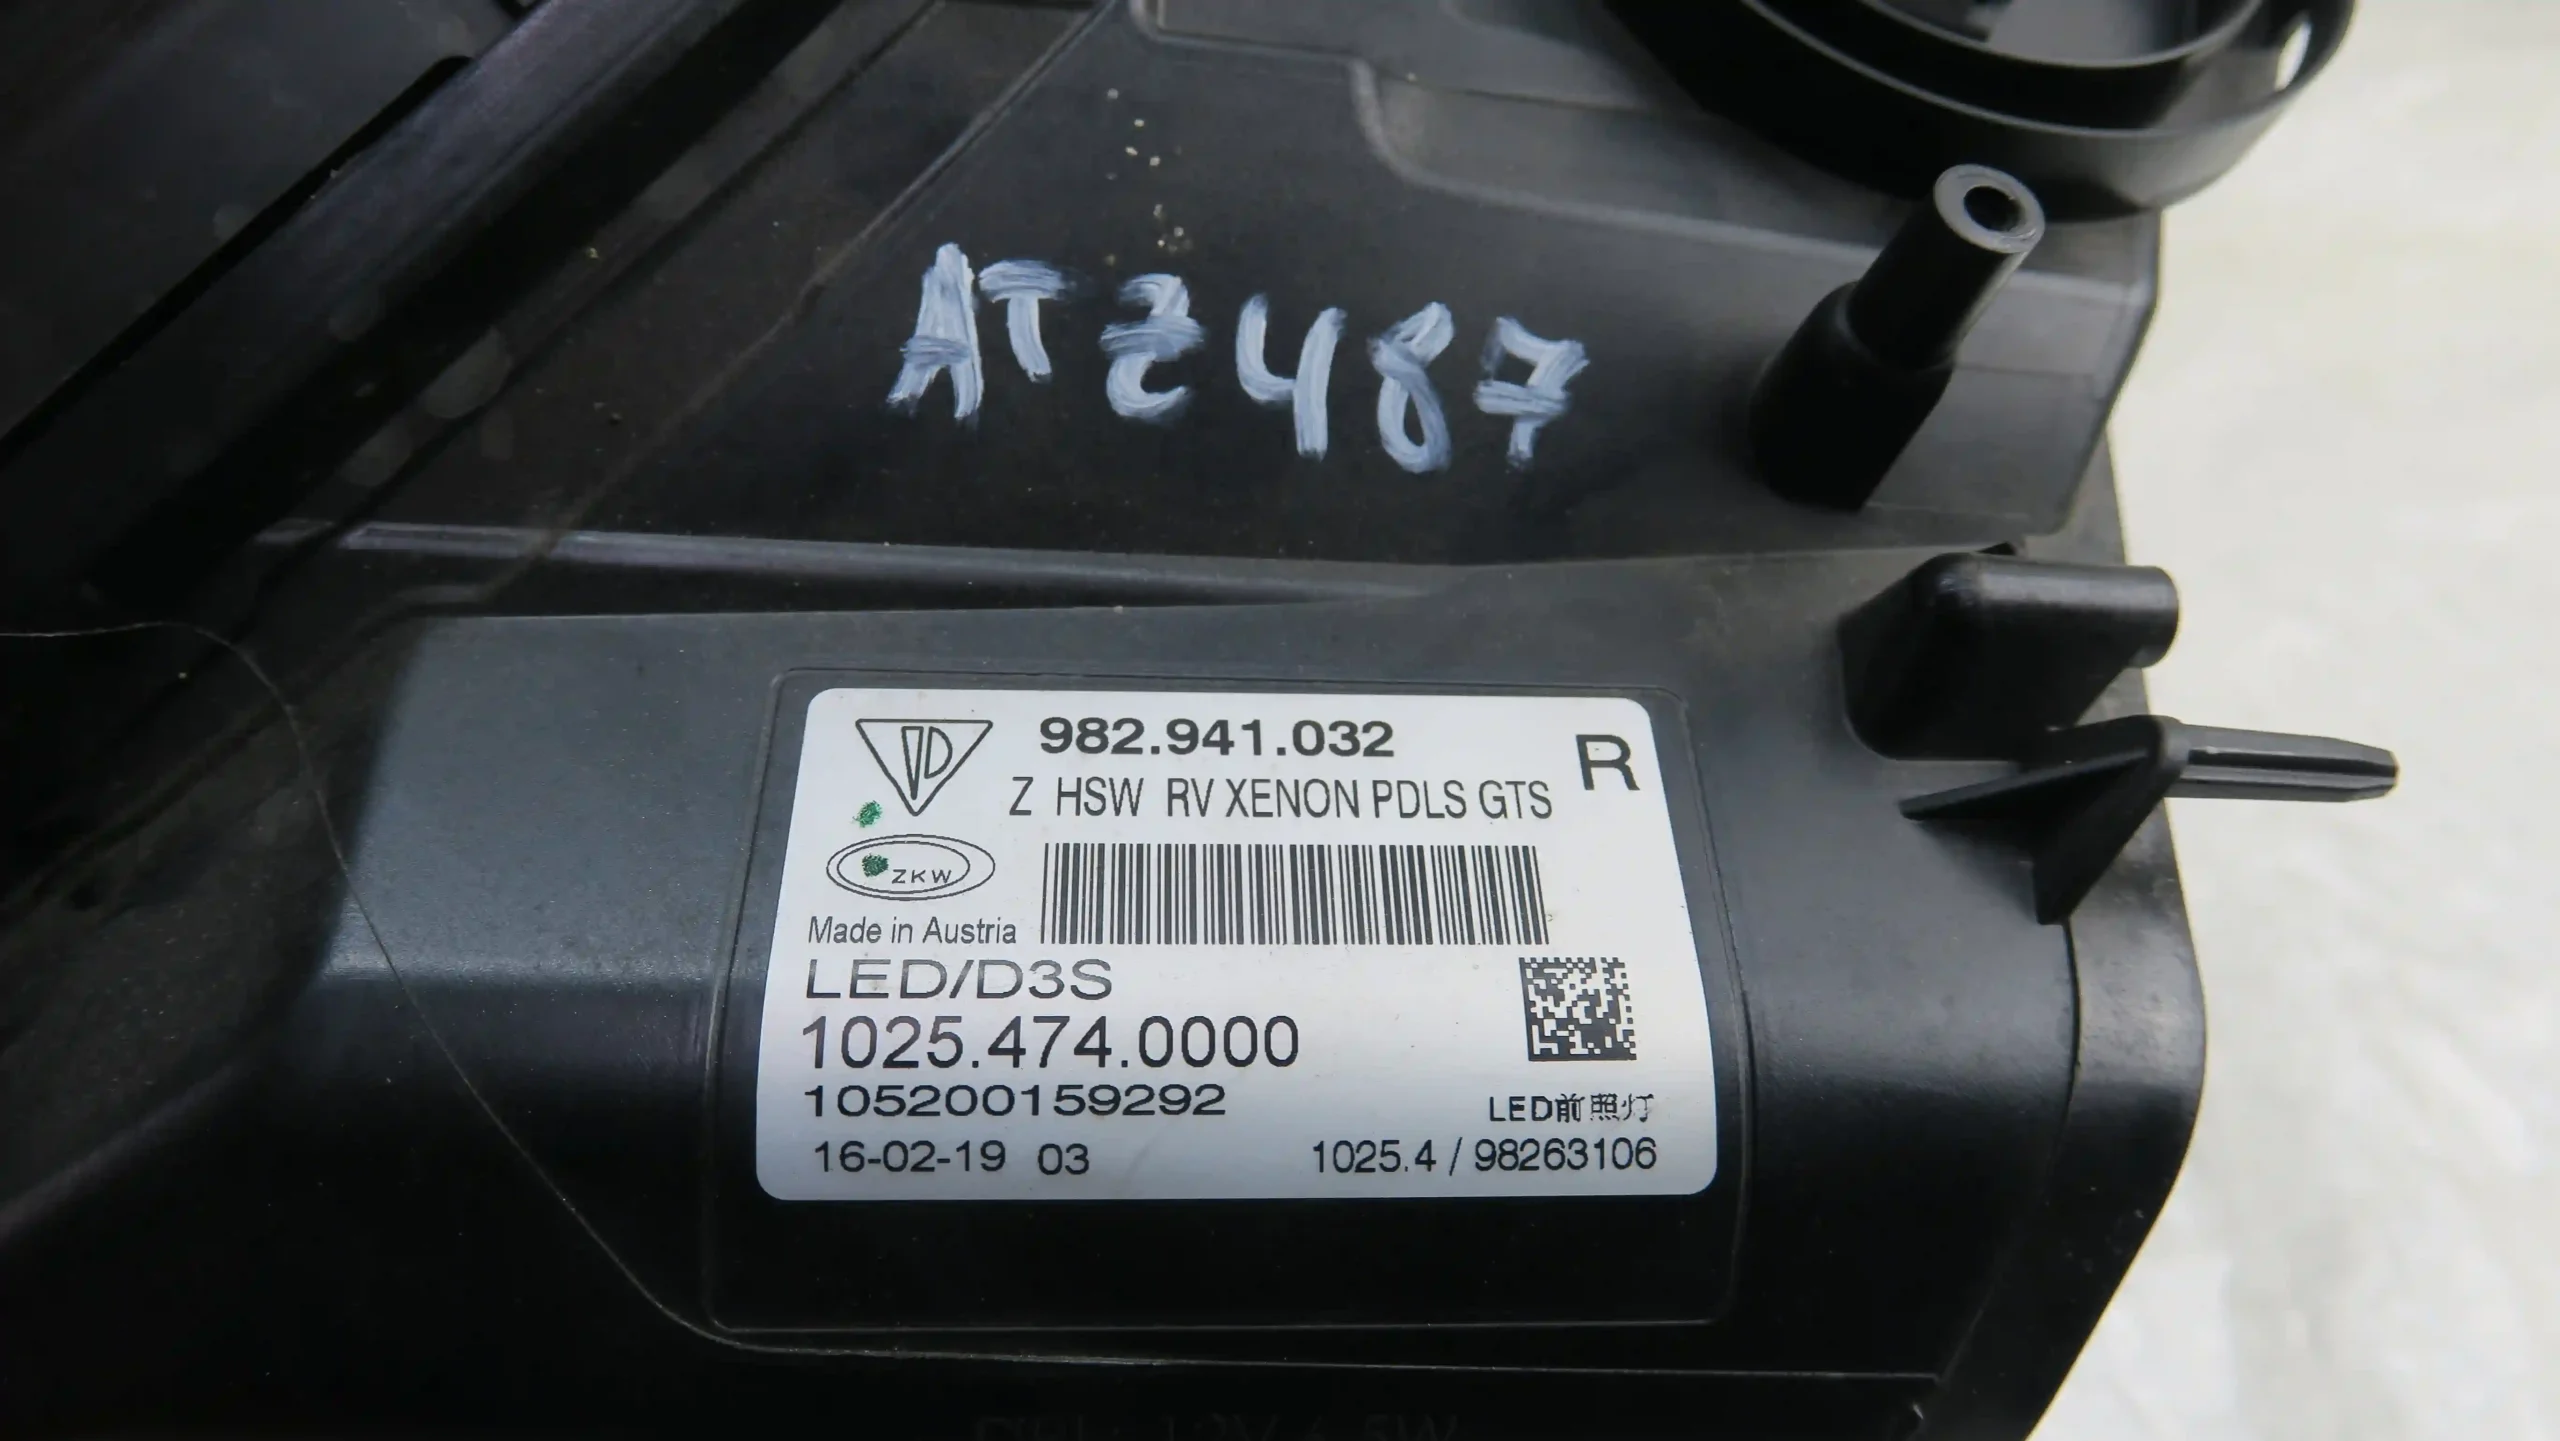 ATZ487
982.941.032
R
Z HSW RV XENON PDLS GTS
ZKW
Made in Austria
LED/D3S
1025.474.0000
105200159292
LED前照灯
16-02-19 03
1025.4 / 98263106